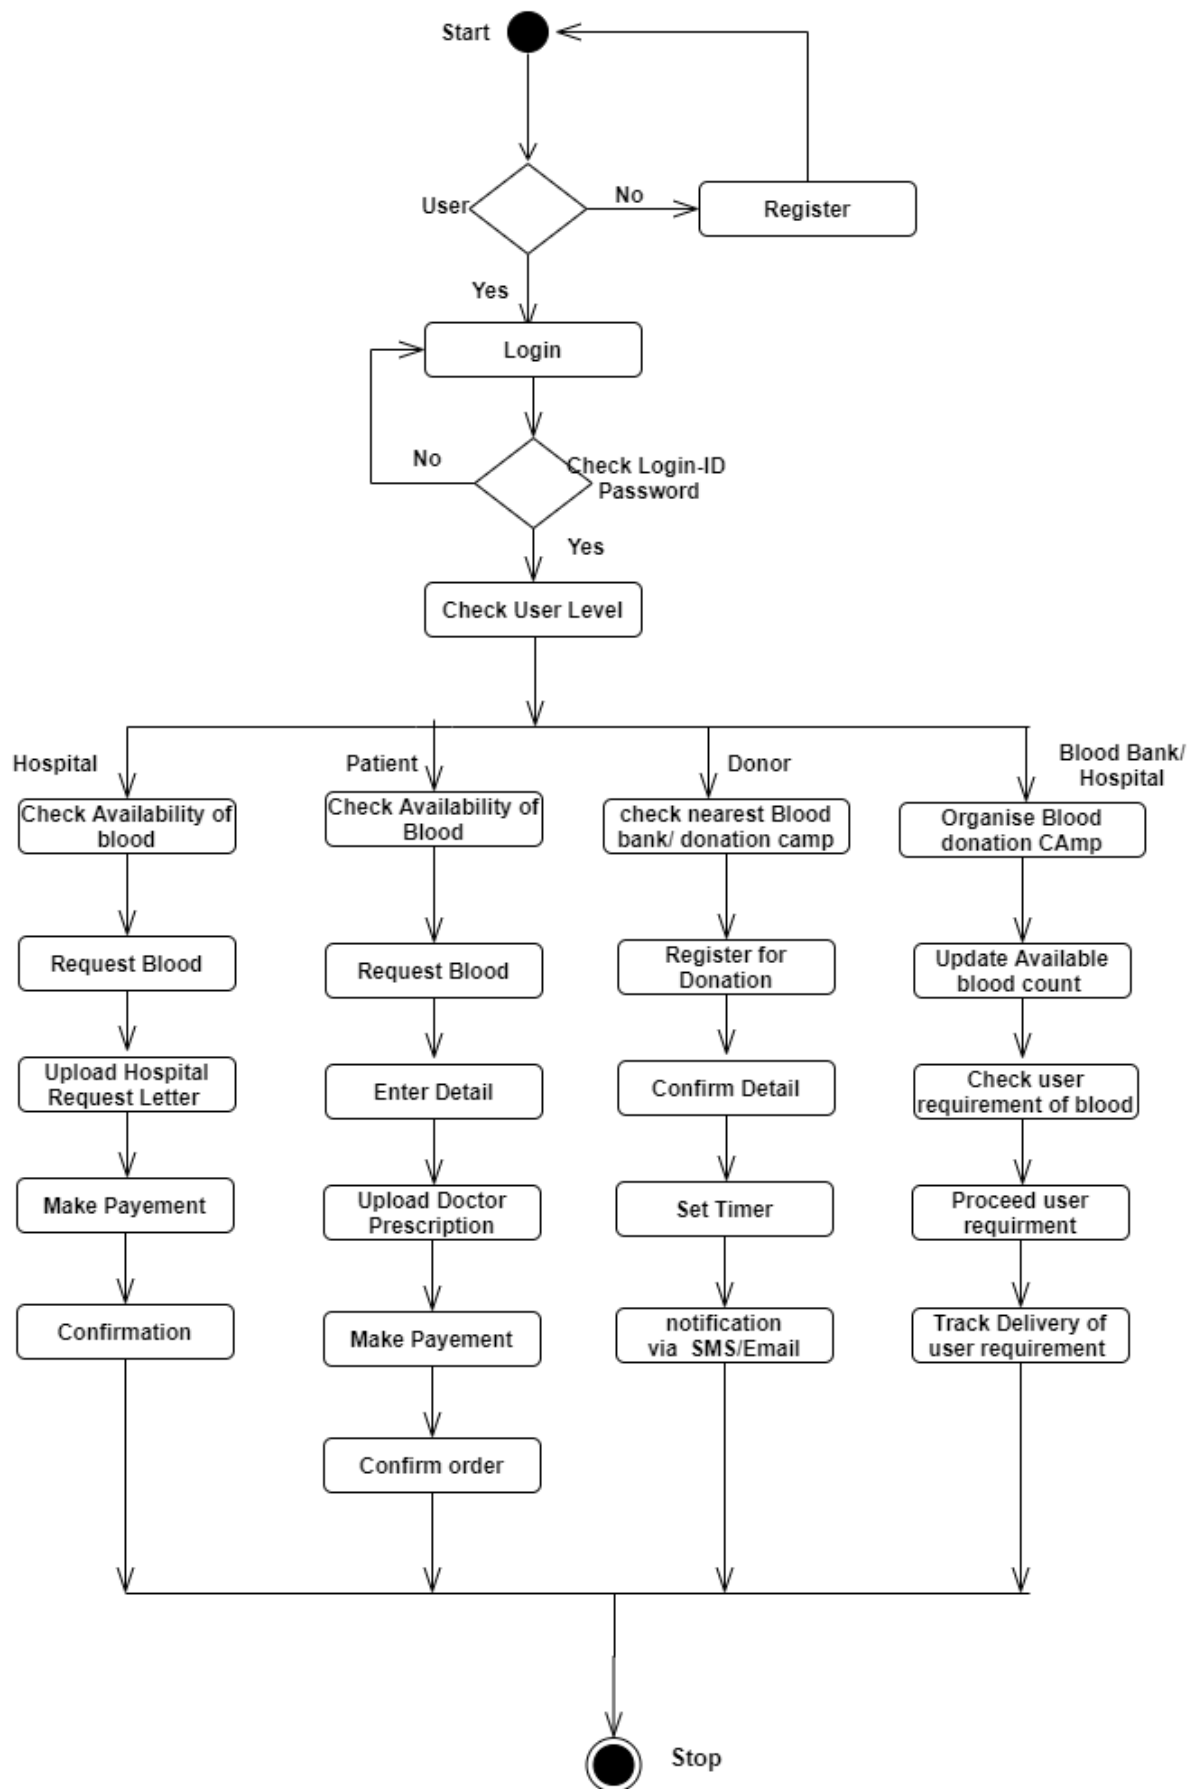 Start
User
No
Register
Yes
Login
No
Check Login-ID
Password
Yes
Check User Level
Hospital
Patient
Donor
Blood Bank/
Hospital
Check Availability of
blood
Check Availability of
Blood
check nearest Blood
bank/ donation camp
Organise Blood
donation CAmp
Request Blood
Request Blood
Register for
Donation
Update Available
blood count
Upload Hospital
Request Letter
Enter Detail
Confirm Detail
Check user
requirement of blood
Make Payement
Upload Doctor
Prescription
Set Timer
Proceed user
requirment
Confirmation
Make Payement
notification
via SMS/Email
Track Delivery of
user requirement
Confirm order
Stop